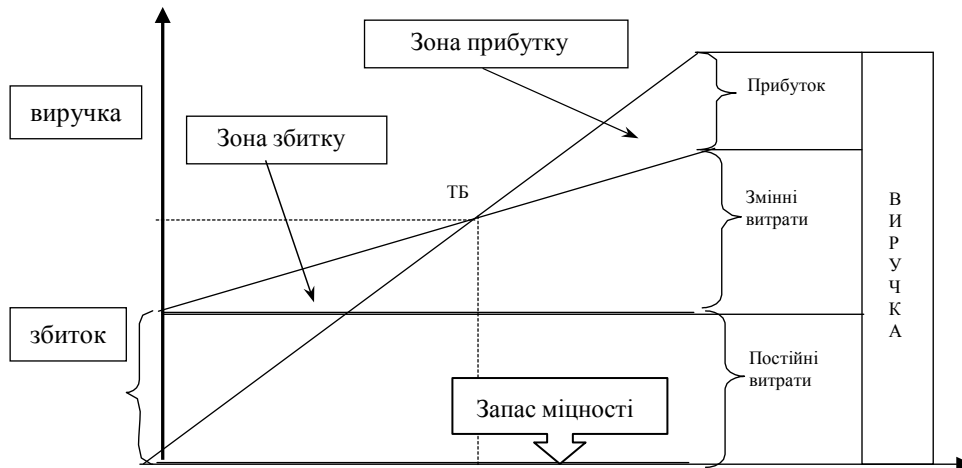 Зона прибутку
Прибуток
виручка
Зона збитку
ТБ
Змінні
витрати
В
И
Р
У
Ч
К
А
збиток
Постійні
витрати
Запас міцності